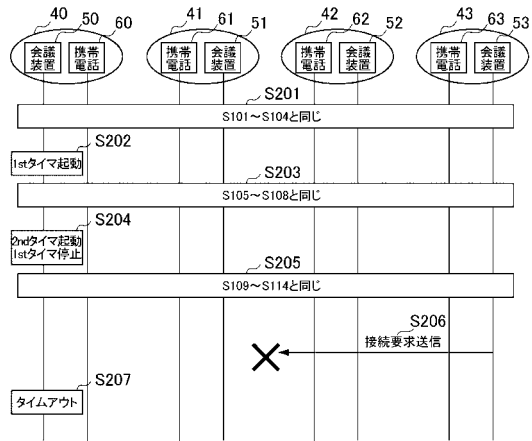 40 50 60 41 61 51 42 62 52 43 63 53
会議装置 携帯電話 携帯電話 会議装置 携帯電話 会議装置 携帯電話 会議装置
S201
S101～S104と同じ
S202
1stタイマ起動
S203
S105～S108と同じ
S204
2ndタイマ起動
1stタイマ停止
S205
S109～S114と同じ
S206
接続要求送信
S207
タイムアウト